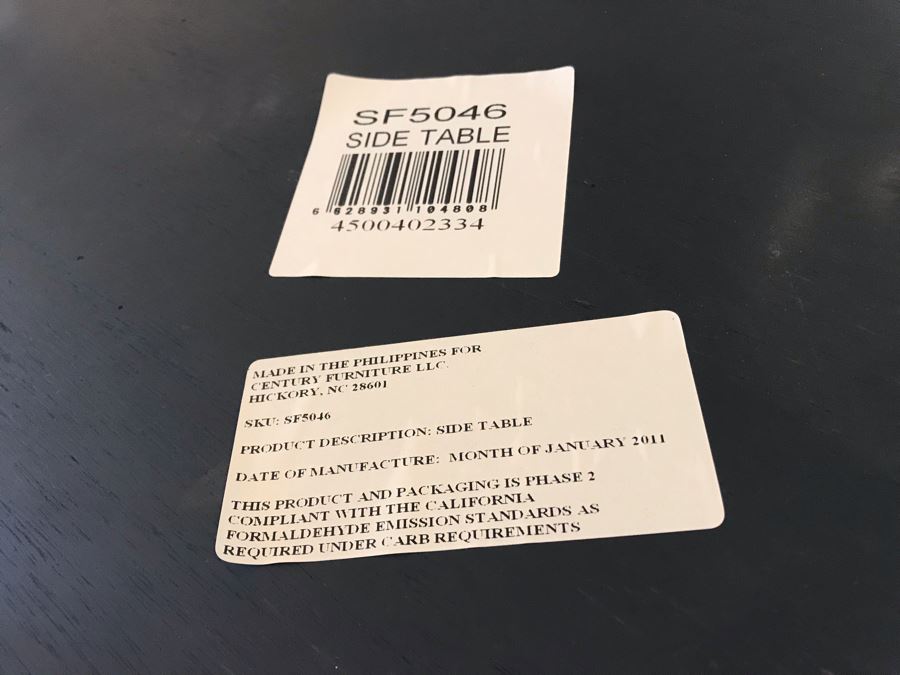 SF5046
SIDE TABLE
6 628931 104808
4500402334
MADE IN THE PHILIPPINES FOR
CENTURY FURNITURE LLC.
HICKORY, NC 28601
SKU: SF5046
PRODUCT DESCRIPTION: SIDE TABLE
DATE OF MANUFACTURE: MONTH OF JANUARY 2011
THIS PRODUCT AND PACKAGING IS PHASE 2
COMPLIANT WITH THE CALIFORNIA
FORMALDEHYDE EMISSION STANDARDS AS
REQUIRED UNDER CARB REQUIREMENTS